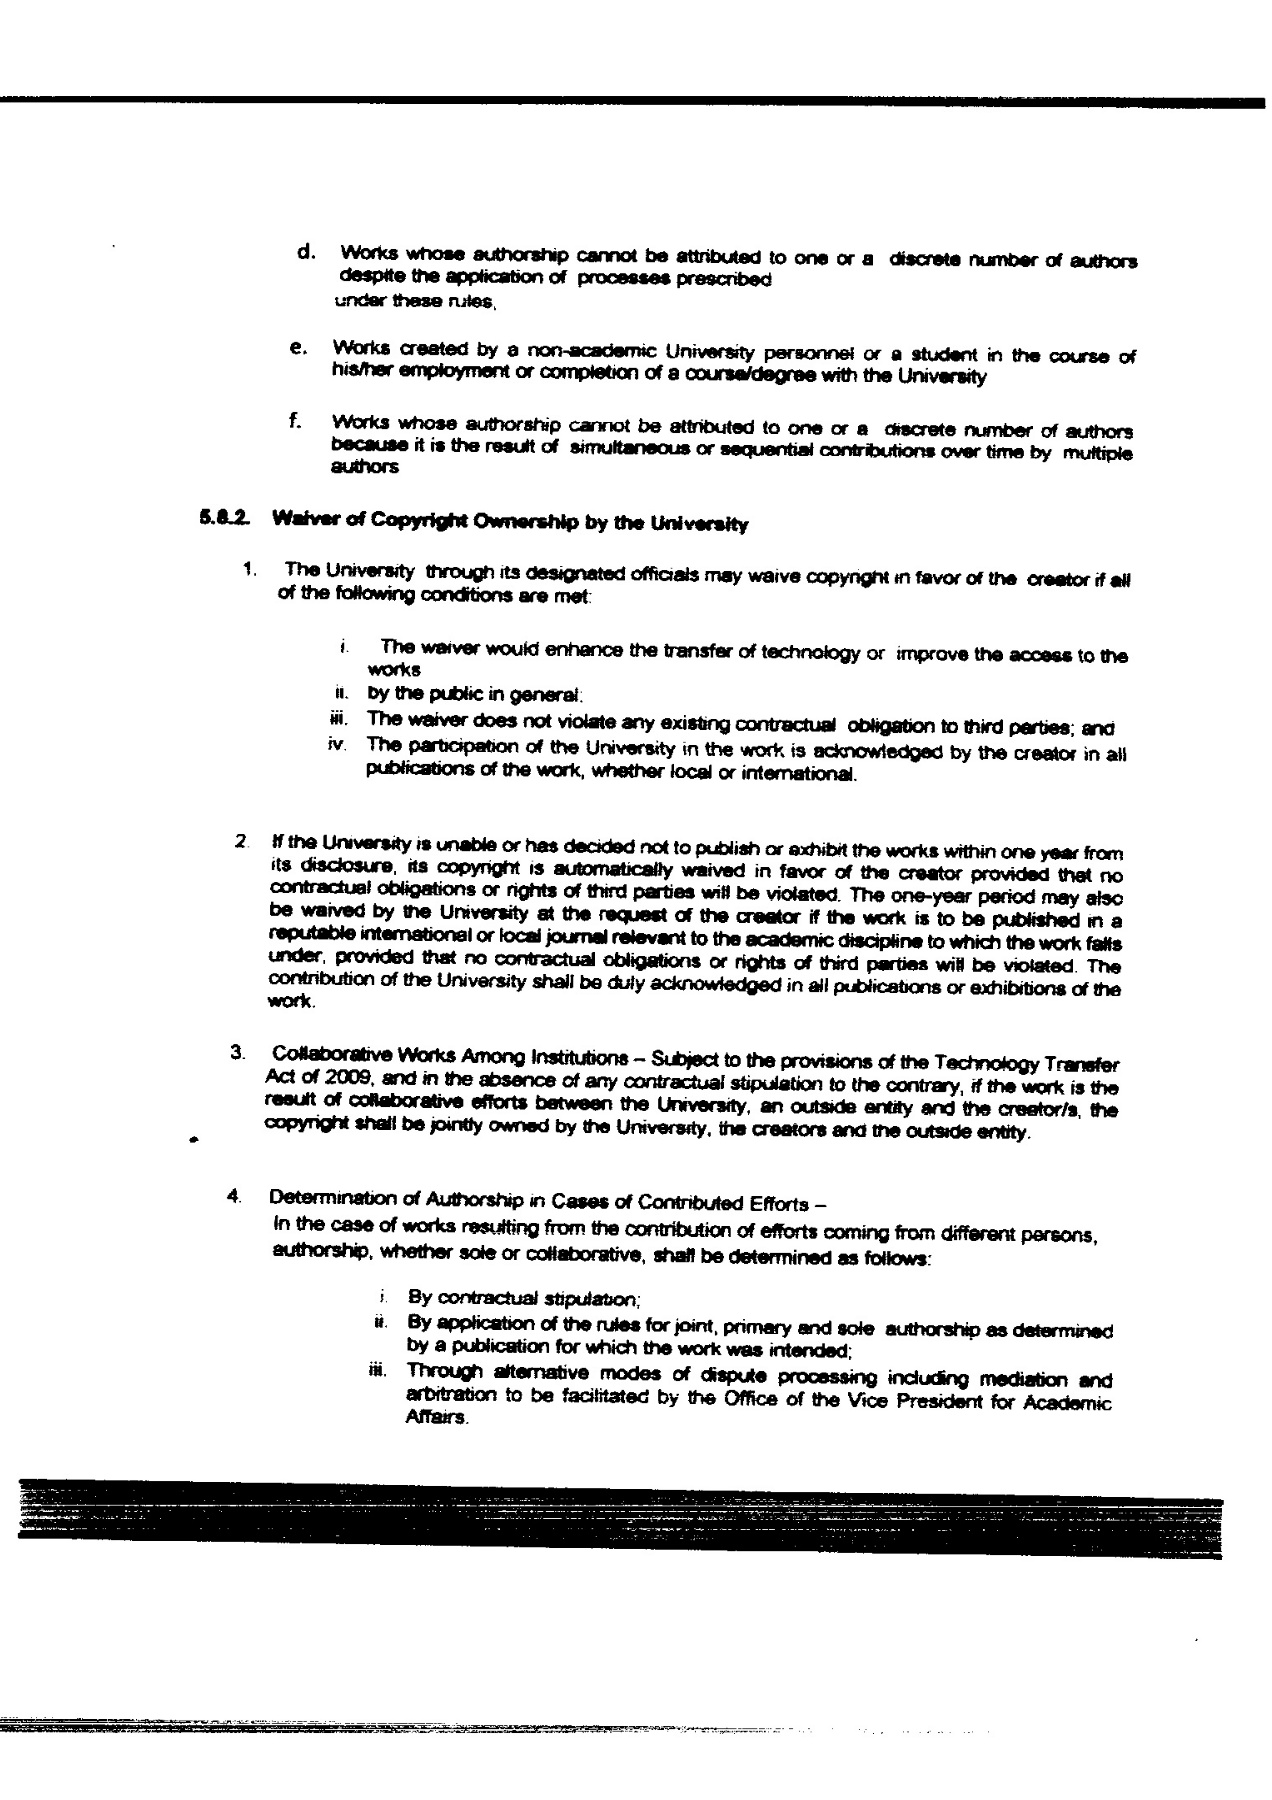 d. Works whose authorship cannot be attributed to one or a discrete number of authors
despite the application of processes prescribed
under these rules,
e. Works created by a non-academic University personnel or a student in the course of
his/her employment or completion of a course/degree with the University
f. Works whose authorship cannot be attributed to one or a discrete number of authors
because it is the result of simultaneous or sequential contributions over time by multiple
authors
5.8.2. Waiver of Copyright Ownership by the University
1. The University through its designated officials may waive copyright in favor of the creator if all
of the following conditions are met:
i. The waiver would enhance the transfer of technology or improve the access to the
works
ii. by the public in general;
iii. The waiver does not violate any existing contractual obligation to third parties; and
iv. The participation of the University in the work is acknowledged by the creator in all
publications of the work, whether local or international.
2. If the University is unable or has decided not to publish or exhibit the works within one year from
its disclosure, its copyright is automatically waived in favor of the creator provided that no
contractual obligations or rights of third parties will be violated. The one-year period may also
be waived by the University at the request of the creator if the work is to be published in a
reputable international or local journal relevant to the academic discipline to which the work falls
under, provided that no contractual obligations or rights of third parties will be violated. The
contribution of the University shall be duly acknowledged in all publications or exhibitions of the
work.
3. Collaborative Works Among Institutions – Subject to the provisions of the Technology Transfer
Act of 2009, and in the absence of any contractual stipulation to the contrary, if the work is the
result of collaborative efforts between the University, an outside entity and the creator/s, the
copyright shall be jointly owned by the University, the creators and the outside entity.
4. Determination of Authorship in Cases of Contributed Efforts –
In the case of works resulting from the contribution of efforts coming from different persons,
authorship, whether sole or collaborative, shall be determined as follows:
i. By contractual stipulation;
ii. By application of the rules for joint, primary and sole authorship as determined
by a publication for which the work was intended;
iii. Through alternative modes of dispute processing including mediation and
arbitration to be facilitated by the Office of the Vice President for Academic
Affairs.